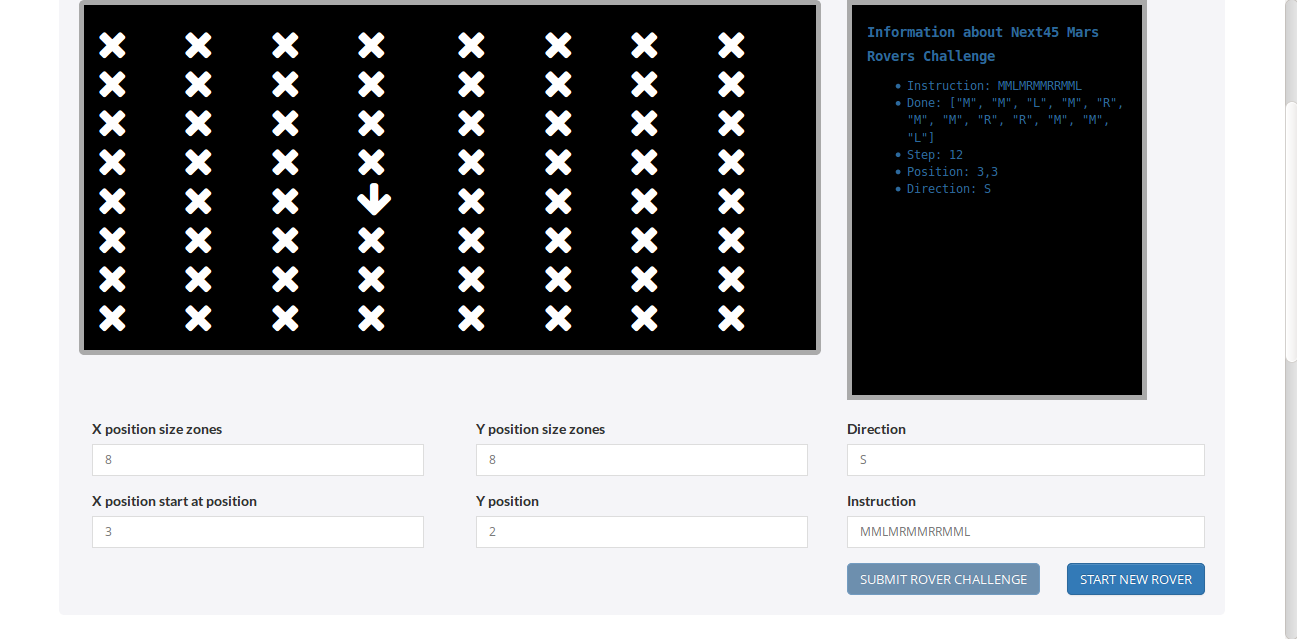 Information about Next45 Mars
Rovers Challenge
Instruction: MMLMRMMRRMML
Done: ["M", "M", "L", "M", "R",
"M", "M", "R", "R", "M", "M",
"L"]
Step: 12
Position: 3,3
Direction: S
X position size zones
Y position size zones
Direction
8
8
S
X position start at position
Y position
Instruction
3
2
MMLMRMMRRMML
SUBMIT ROVER CHALLENGE
START NEW ROVER